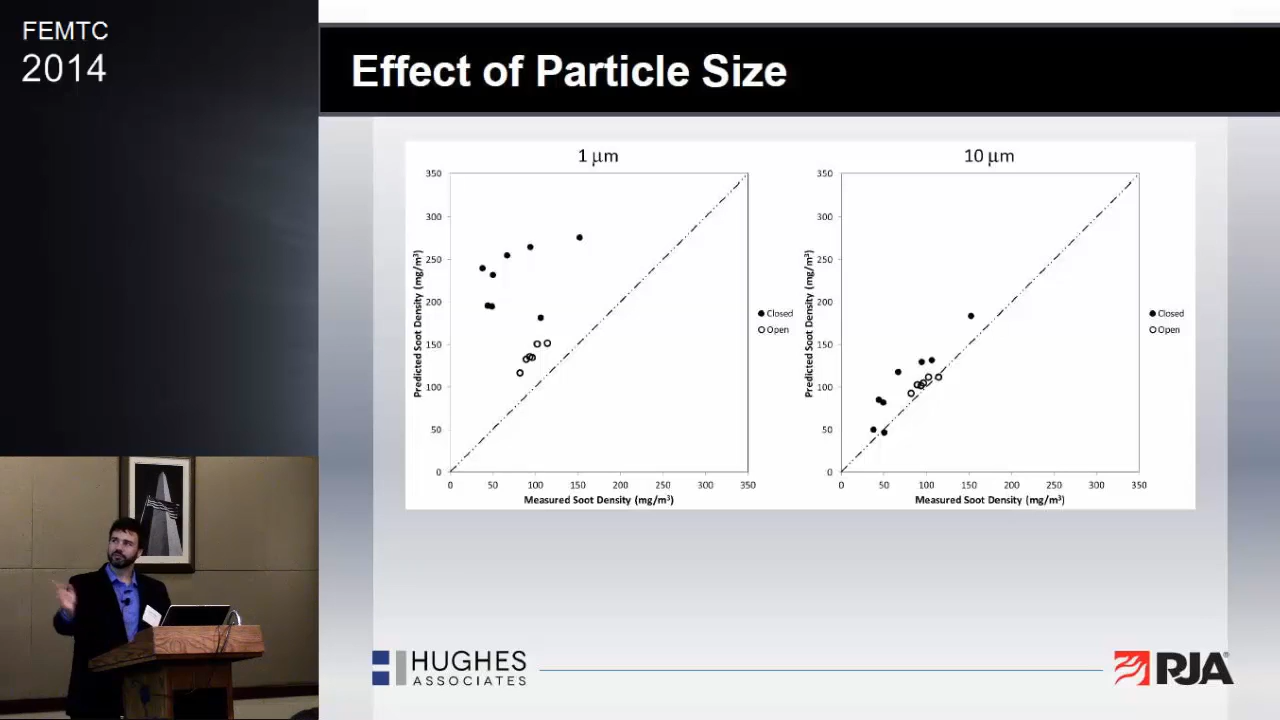 FEMTC
2014
Effect of Particle Size
1 μm
350
300
250
200
150
100
50
0
Predicted Soot Density (mg/m³)
0 50 100 150 200 250 300 350
Measured Soot Density (mg/m³)
Closed
Open
10 μm
350
300
250
200
150
100
50
0
Predicted Soot Density (mg/m³)
0 50 100 150 200 250 300 350
Measured Soot Density (mg/m³)
Closed
Open
HUGHES
ASSOCIATES
RJA®